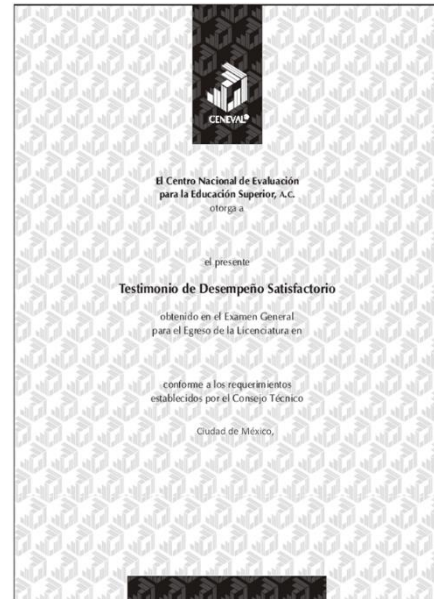 CENEVAL®
El Centro Nacional de Evaluación
para la Educación Superior, A.C.
otorga a
el presente
Testimonio de Desempeño Satisfactorio
obtenido en el Examen General
para el Egreso de la Licenciatura en
conforme a los requerimientos
establecidos por el Consejo Técnico
Ciudad de México,